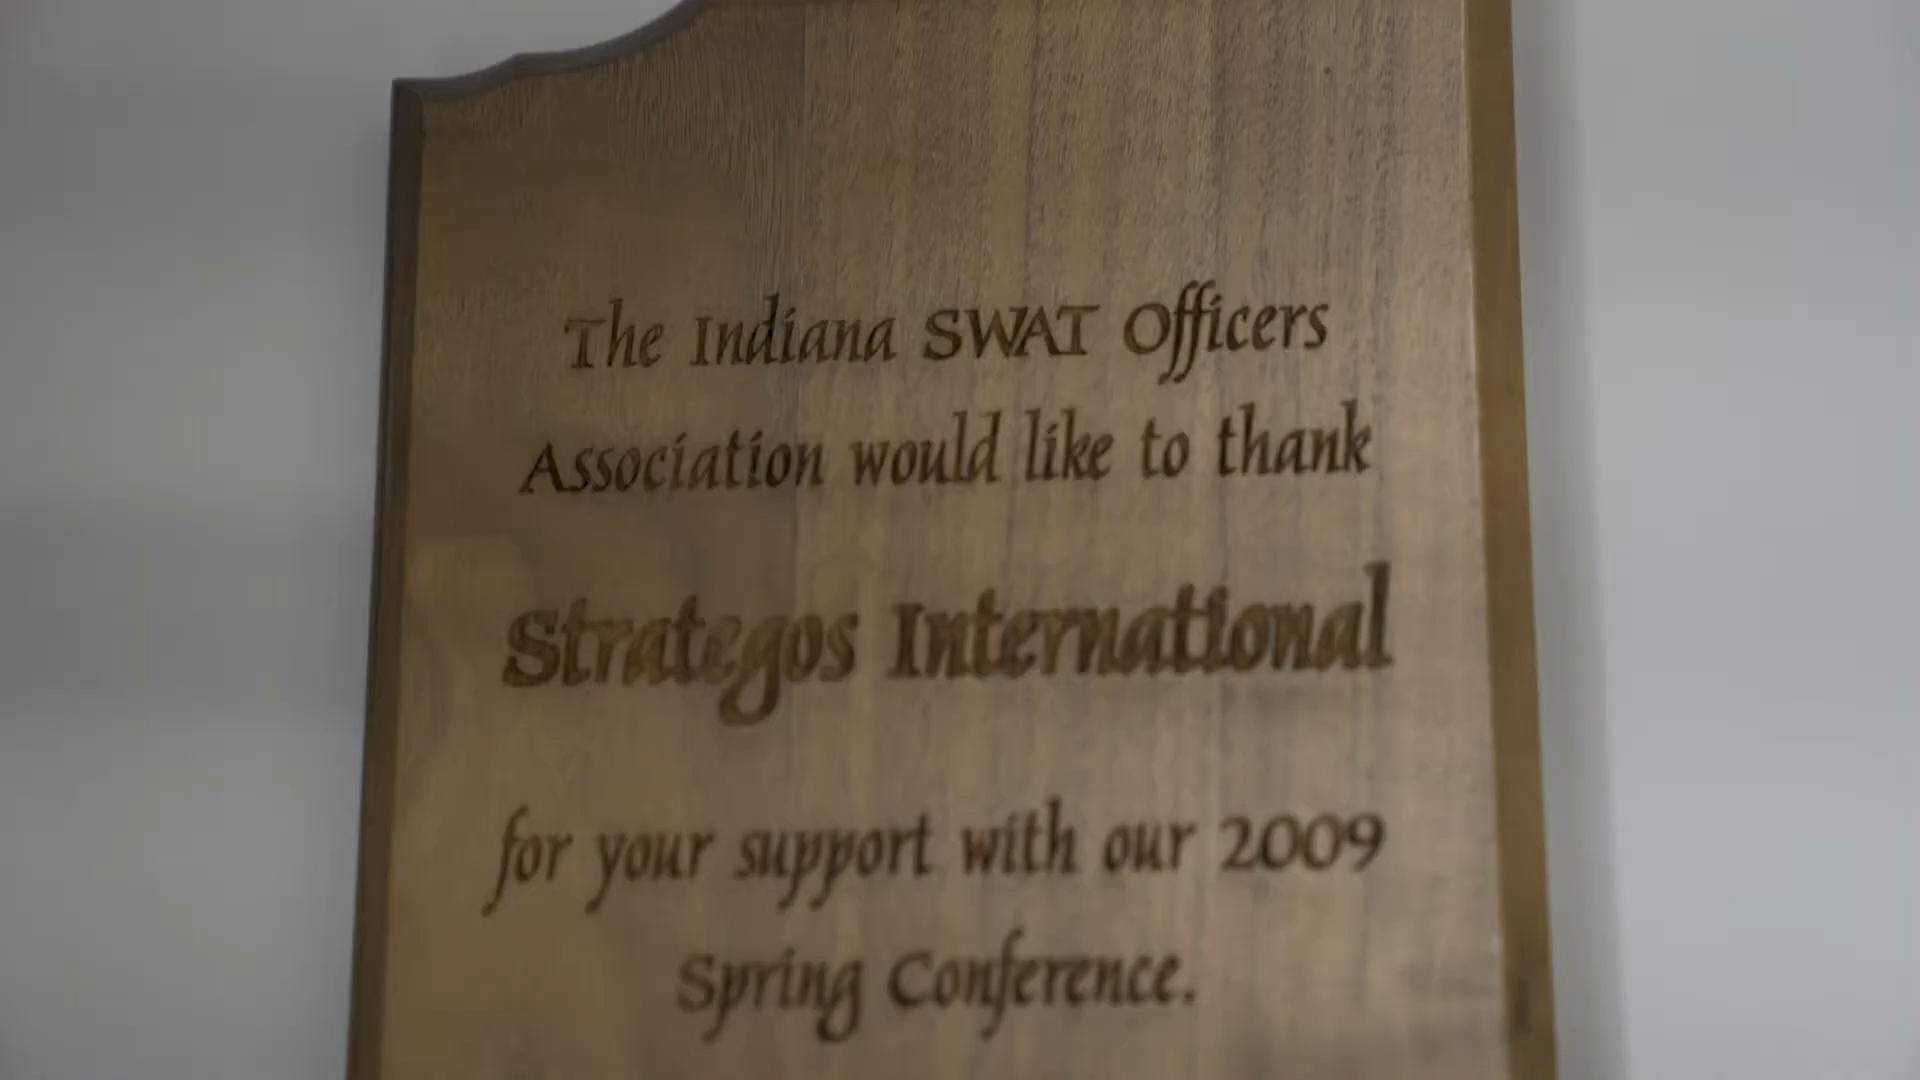 The Indiana SWAT Officers
Association would like to thank
Strategos International
for your support with our 2009
Spring Conference.